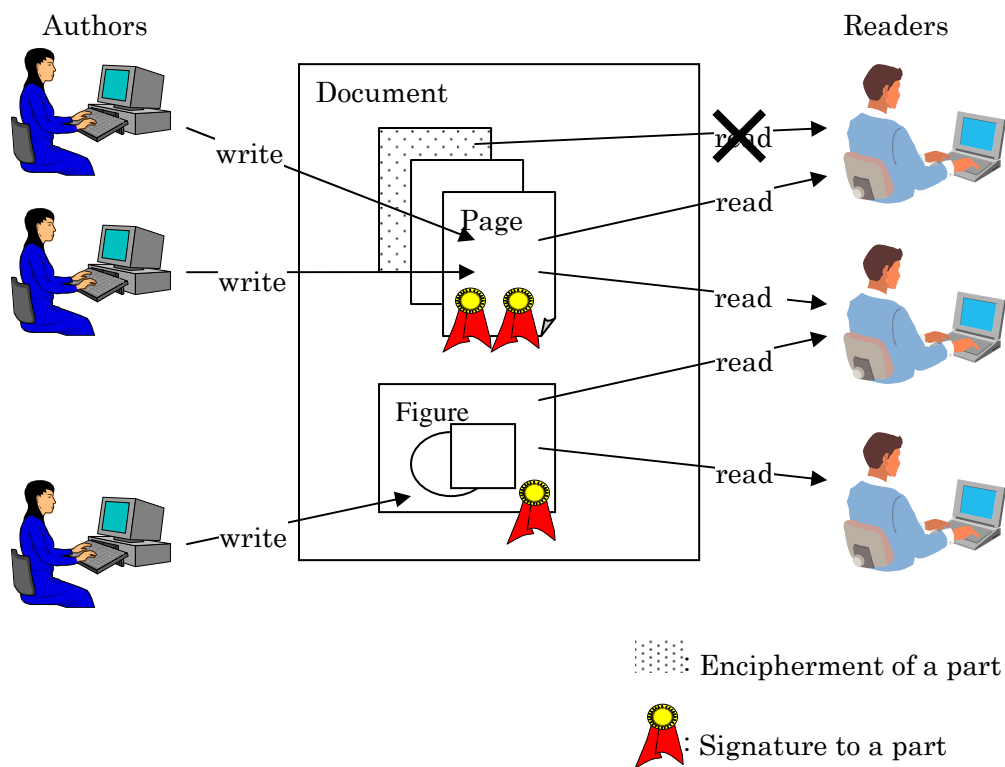 Authors
Readers
Document
write
read
Page
read
write
read
read
Figure
read
write
: Encipherment of a part
: Signature to a part